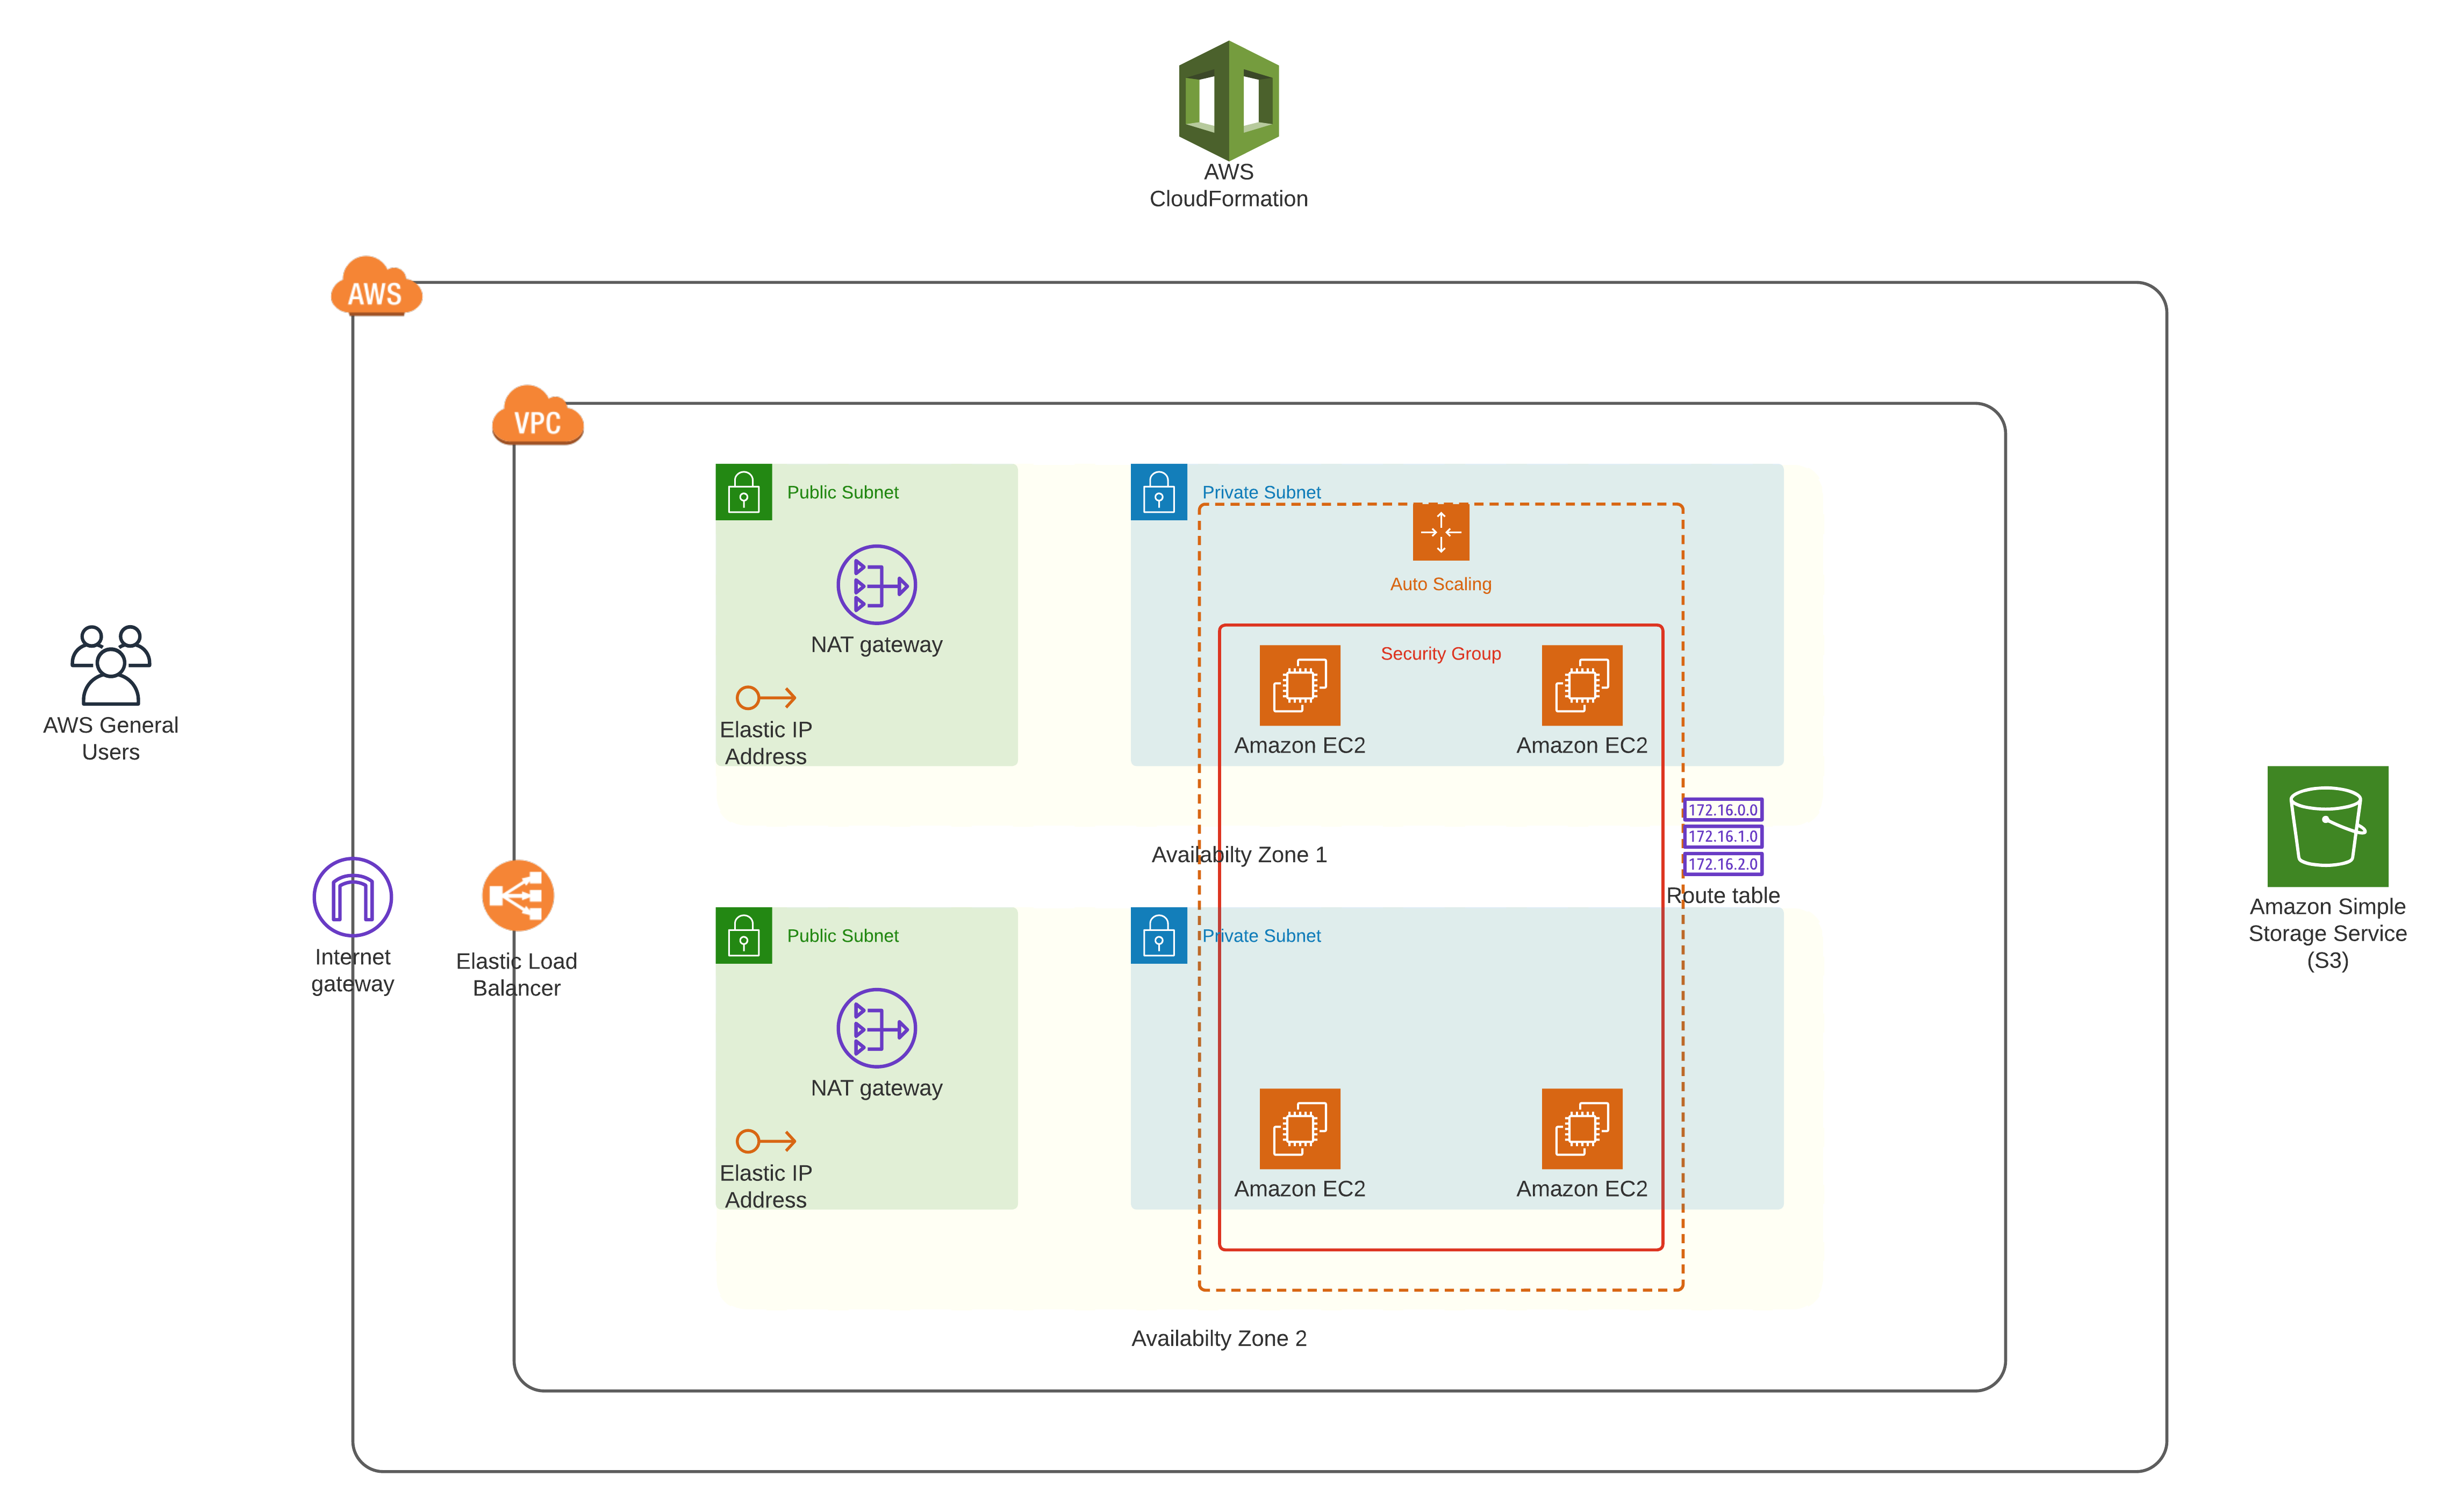 AWS
CloudFormation
AWS
VPC
Public Subnet
Private Subnet
Auto Scaling
NAT gateway
Security Group
Elastic IP
Address
Amazon EC2
Amazon EC2
AWS General
Users
172.16.0.0
172.16.1.0
172.16.2.0
Route table
Availabilty Zone 1
Internet
gateway
Elastic Load
Balancer
Amazon Simple
Storage Service
(S3)
Public Subnet
Private Subnet
NAT gateway
Elastic IP
Address
Amazon EC2
Amazon EC2
Availabilty Zone 2